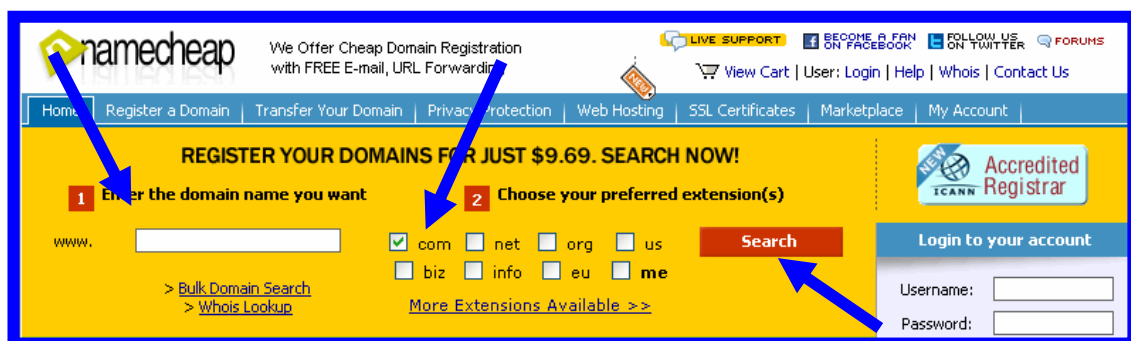 namecheap
We Offer Cheap Domain Registration
with FREE E-mail, URL Forwarding
LIVE SUPPORT
BECOME A FAN
ON FACEBOOK
FOLLOW US
ON TWITTER
FORUMS
NEW
View Cart | User: Login | Help | Whois | Contact Us
Home | Register a Domain | Transfer Your Domain | Privacy Protection | Web Hosting | SSL Certificates | Marketplace | My Account |
REGISTER YOUR DOMAINS FOR JUST $9.69. SEARCH NOW!
1 Enter the domain name you want
2 Choose your preferred extension(s)
NEW
ICANN
Accredited
Registrar
www.
com net org us
biz info eu me
Search
> Bulk Domain Search
> Whois Lookup
More Extensions Available >>
Login to your account
Username:
Password: